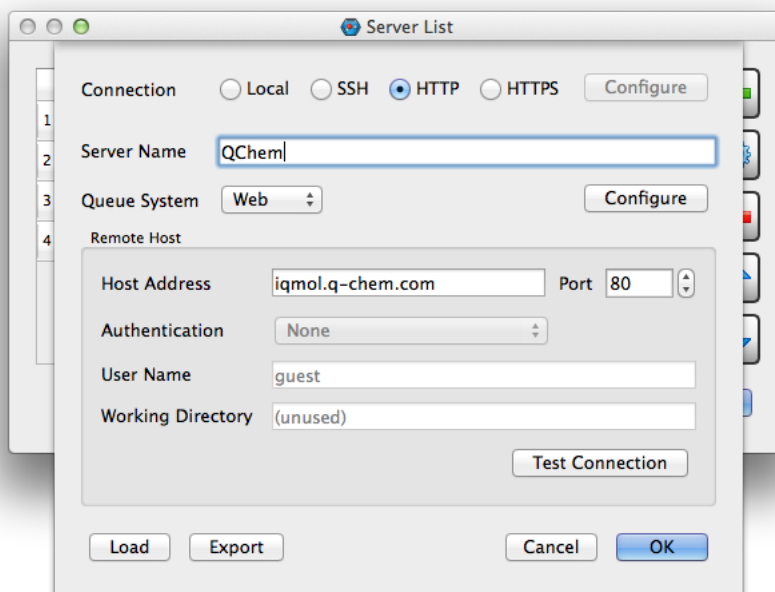 Server List
Connection Local SSH HTTP HTTPS Configure
1
Server Name QChem
2
3
Queue System Web Configure
4
Remote Host
Host Address iqmol.q-chem.com Port 80
Authentication None
User Name guest
Working Directory (unused)
Test Connection
Load Export Cancel OK